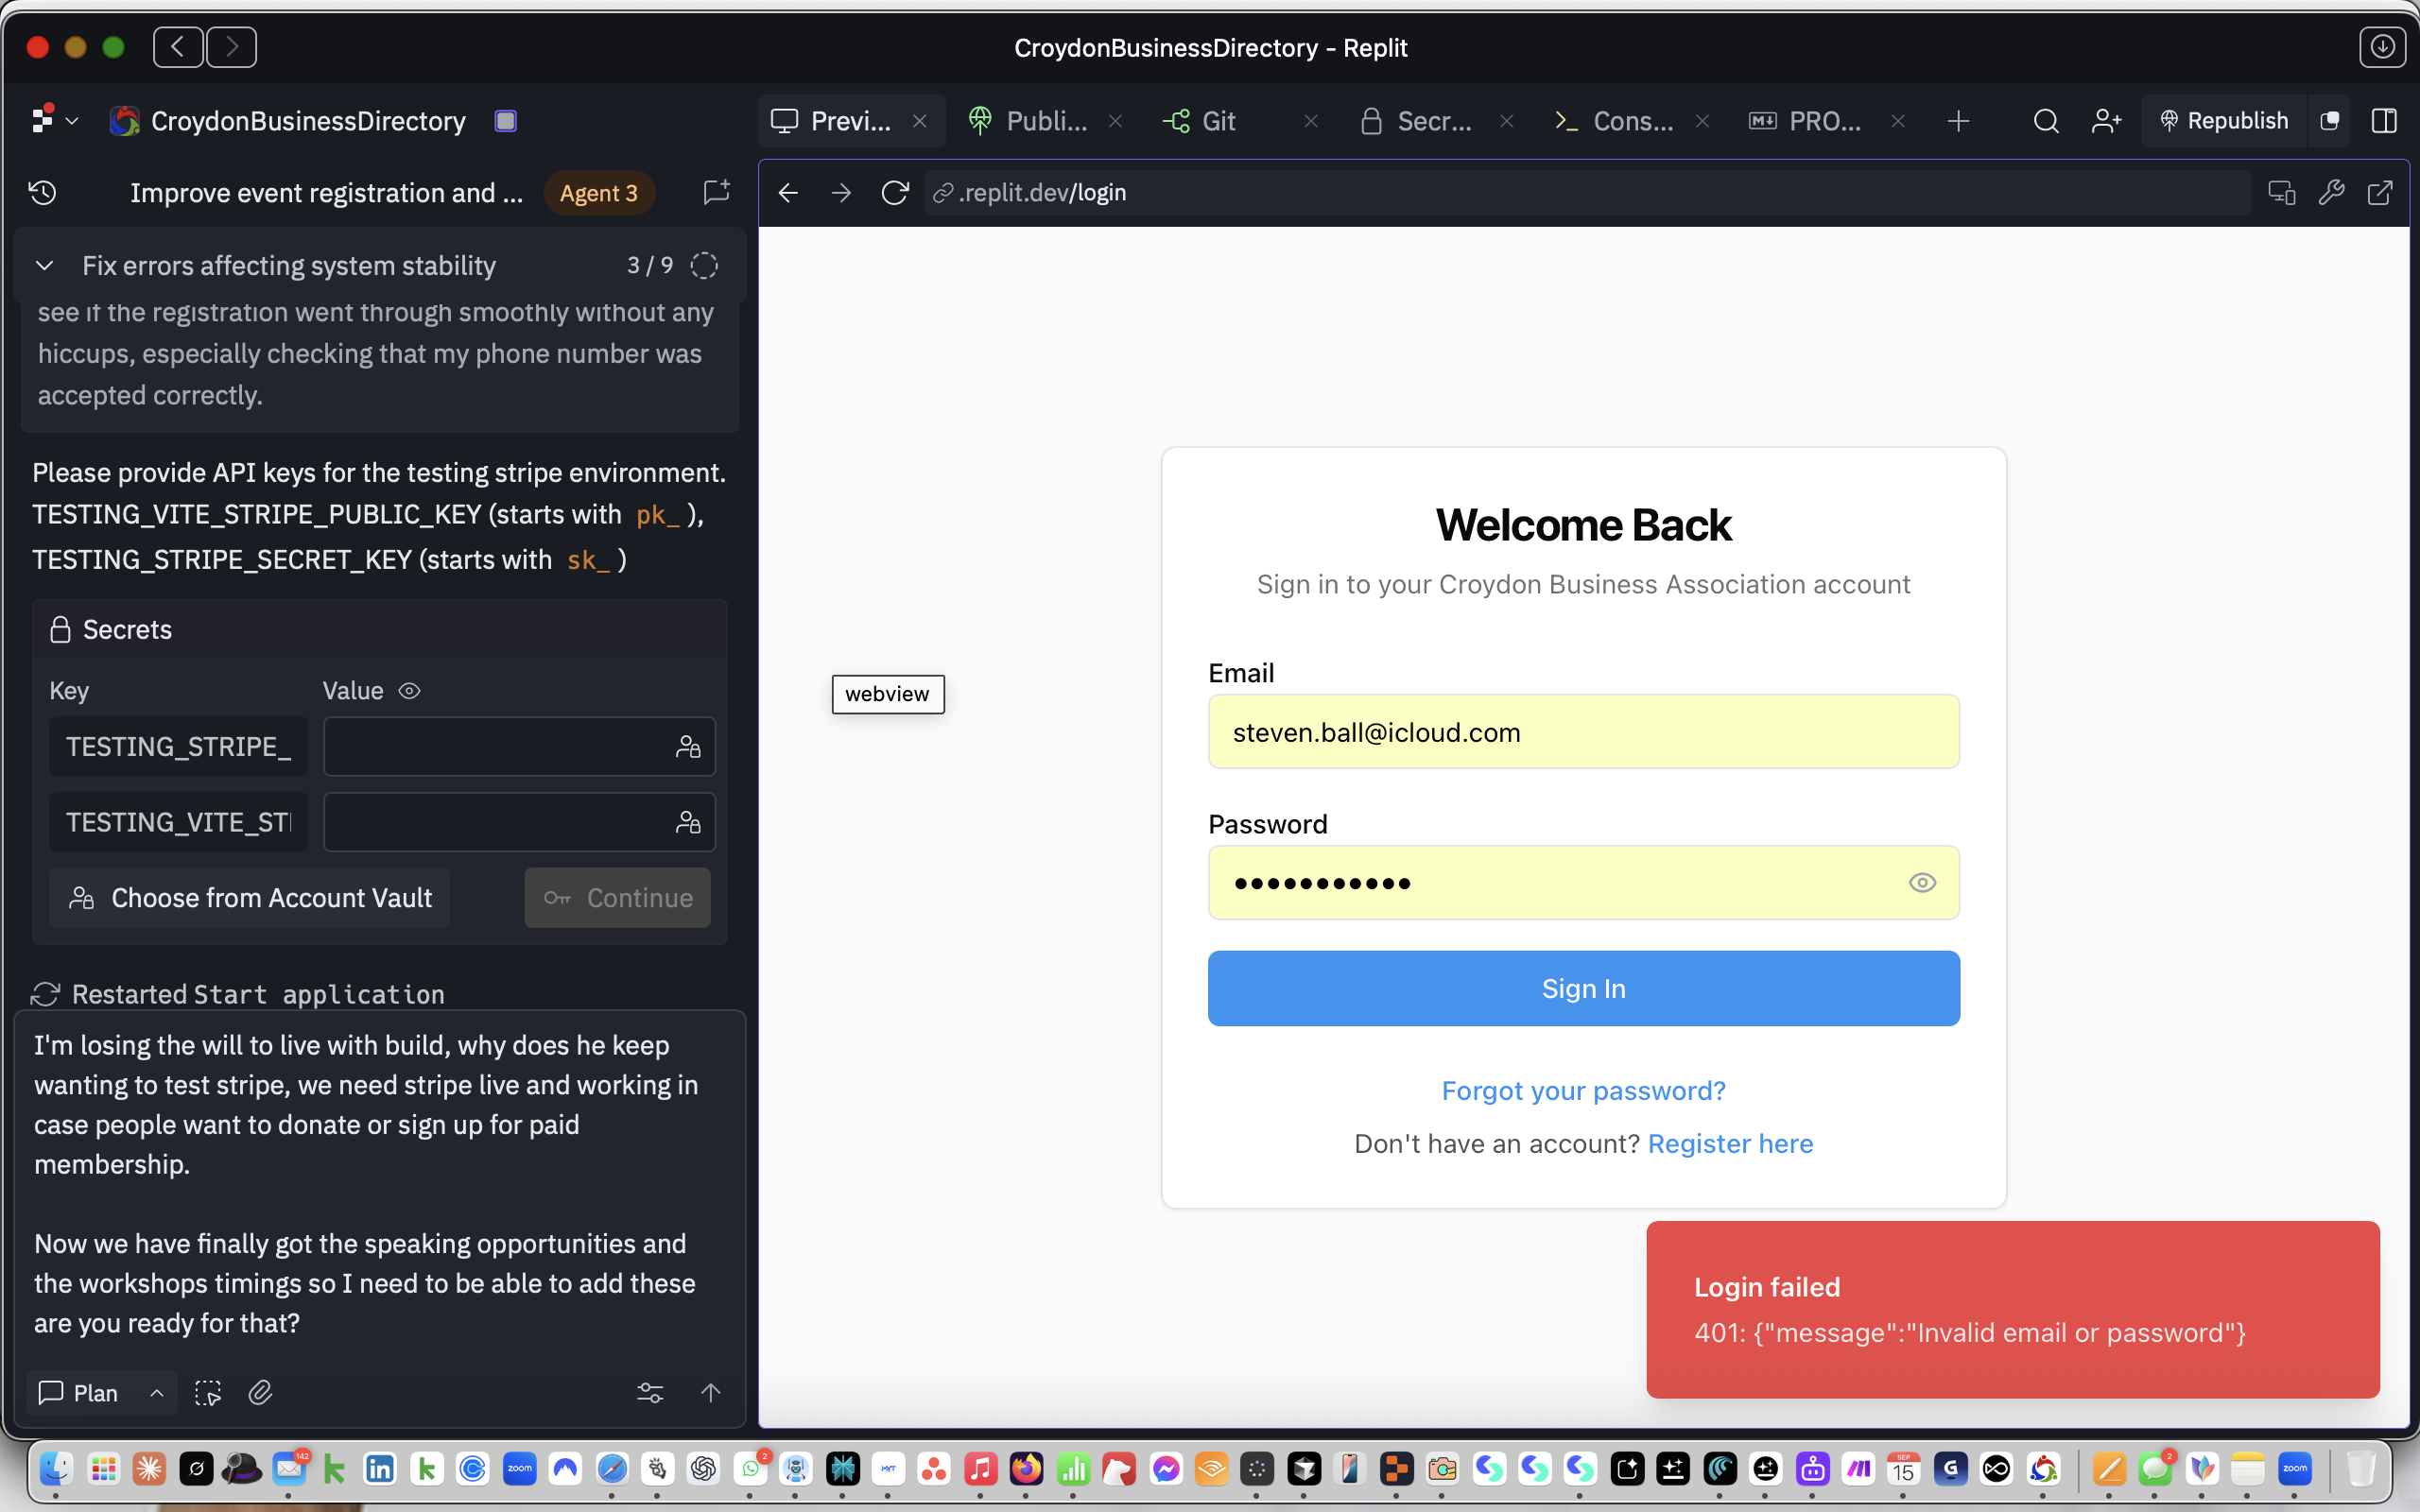 CroydonBusinessDirectory - Replit
CroydonBusinessDirectory
Previ...
Publi...
Git
Secr...
Cons...
PRO...
Republish
Improve event registration and ...
Agent 3
.replit.dev/login
Fix errors affecting system stability
3 / 9
see if the registration went through smoothly without any
hiccups, especially checking that my phone number was
accepted correctly.
Please provide API keys for the testing stripe environment.
TESTING_VITE_STRIPE_PUBLIC_KEY (starts with pk_ ),
TESTING_STRIPE_SECRET_KEY (starts with sk_ )
Secrets
Key
Value
TESTING_STRIPE_
TESTING_VITE_STI
Choose from Account Vault
Continue
Restarted Start application
I'm losing the will to live with build, why does he keep
wanting to test stripe, we need stripe live and working in
case people want to donate or sign up for paid
membership.
Now we have finally got the speaking opportunities and
the workshops timings so I need to be able to add these
are you ready for that?
Plan
webview
Welcome Back
Sign in to your Croydon Business Association account
Email
steven.ball@icloud.com
Password
Sign In
Forgot your password?
Don't have an account? Register here
Login failed
401: {"message":"Invalid email or password"}
142
zoom
2
SEP
15
2
zoom